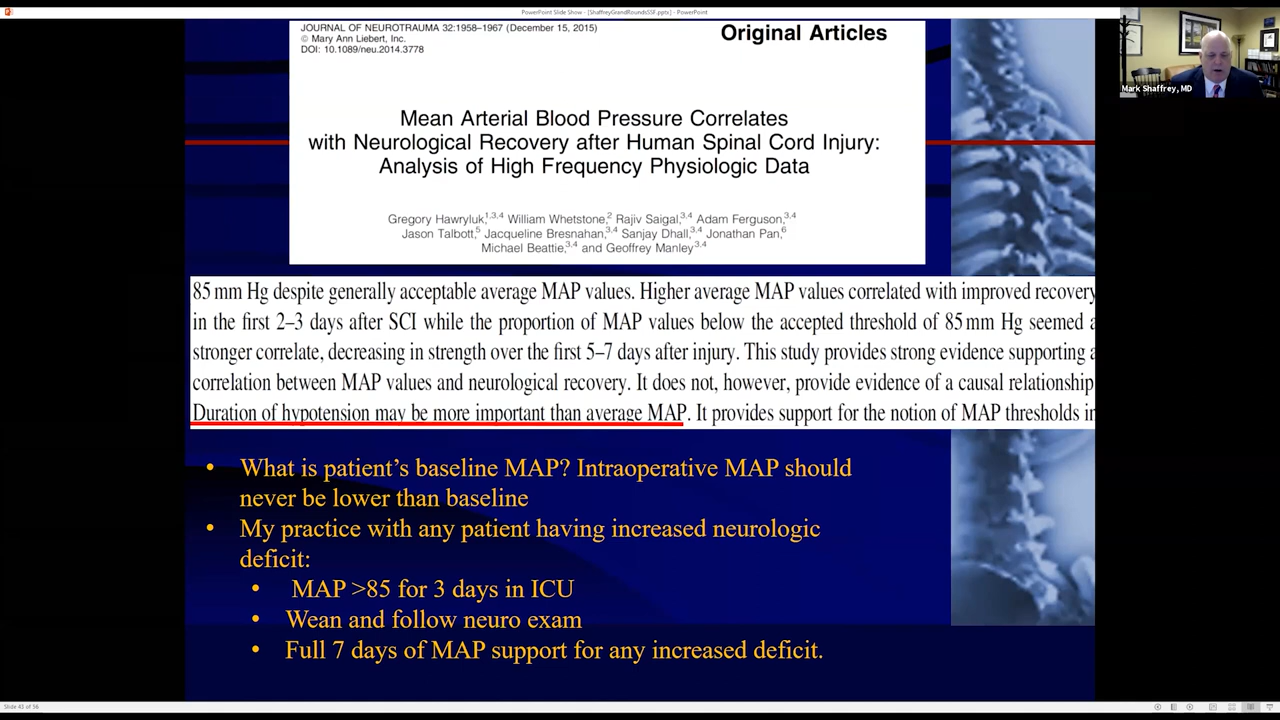 PowerPoint Slide Show - [ShaffreyGrandRoundsSSF.pptx] - PowerPoint
JOURNAL OF NEUROTRAUMA 32:1958–1967 (December 15, 2015)
© Mary Ann Liebert, Inc.
DOI: 10.1089/neu.2014.3778
Original Articles
Mark Shaffrey, MD
Mean Arterial Blood Pressure Correlates
with Neurological Recovery after Human Spinal Cord Injury:
Analysis of High Frequency Physiologic Data
Gregory Hawryluk,1,3,4 William Whetstone,2 Rajiv Saigal,3,4 Adam Ferguson,3,4
Jason Talbott,5 Jacqueline Bresnahan,3,4 Sanjay Dhall,3,4 Jonathan Pan,6
Michael Beattie,3,4 and Geoffrey Manley3,4
85 mm Hg despite generally acceptable average MAP values. Higher average MAP values correlated with improved recovery
in the first 2–3 days after SCI while the proportion of MAP values below the accepted threshold of 85 mm Hg seemed a
stronger correlate, decreasing in strength over the first 5–7 days after injury. This study provides strong evidence supporting a
correlation between MAP values and neurological recovery. It does not, however, provide evidence of a causal relationship
Duration of hypotension may be more important than average MAP. It provides support for the notion of MAP thresholds in
• What is patient's baseline MAP? Intraoperative MAP should
never be lower than baseline
• My practice with any patient having increased neurologic
deficit:
• MAP >85 for 3 days in ICU
• Wean and follow neuro exam
• Full 7 days of MAP support for any increased deficit.
Slide 43 of 56